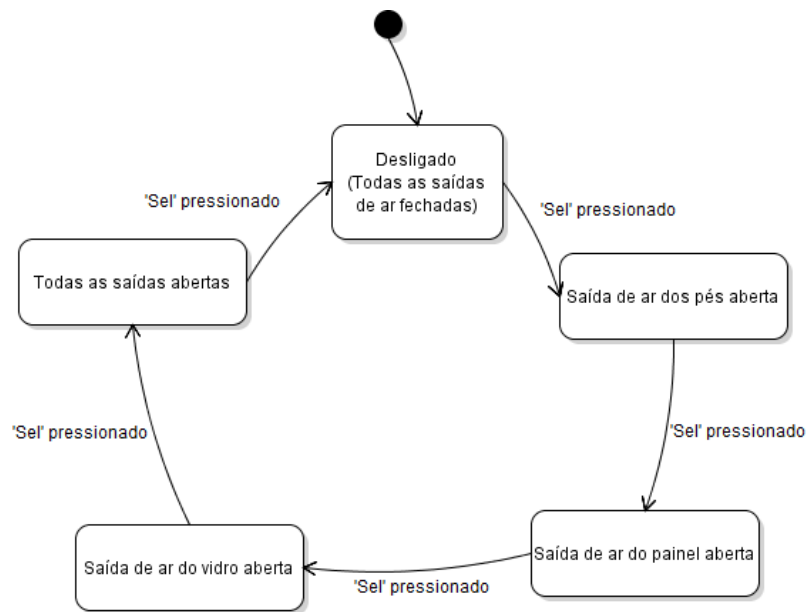 Desligado
(Todas as saídas
de ar fechadas)
'Sel' pressionado
'Sel' pressionado
Todas as saídas abertas
Saída de ar dos pés aberta
'Sel' pressionado
'Sel' pressionado
Saída de ar do painel aberta
Saída de ar do vidro aberta
'Sel' pressionado